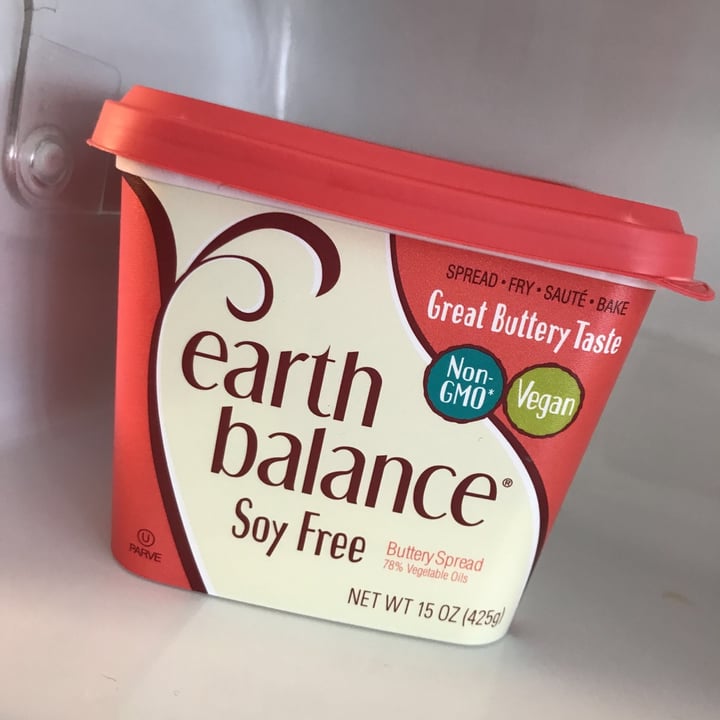 SPREAD • FRY • SAUTÉ • BAKE
Great Buttery Taste
Non-
GMO*
Vegan
earth
balance®
Soy Free
Buttery Spread
78% Vegetable Oils
NET WT 15 OZ (425g)
U
PARVE